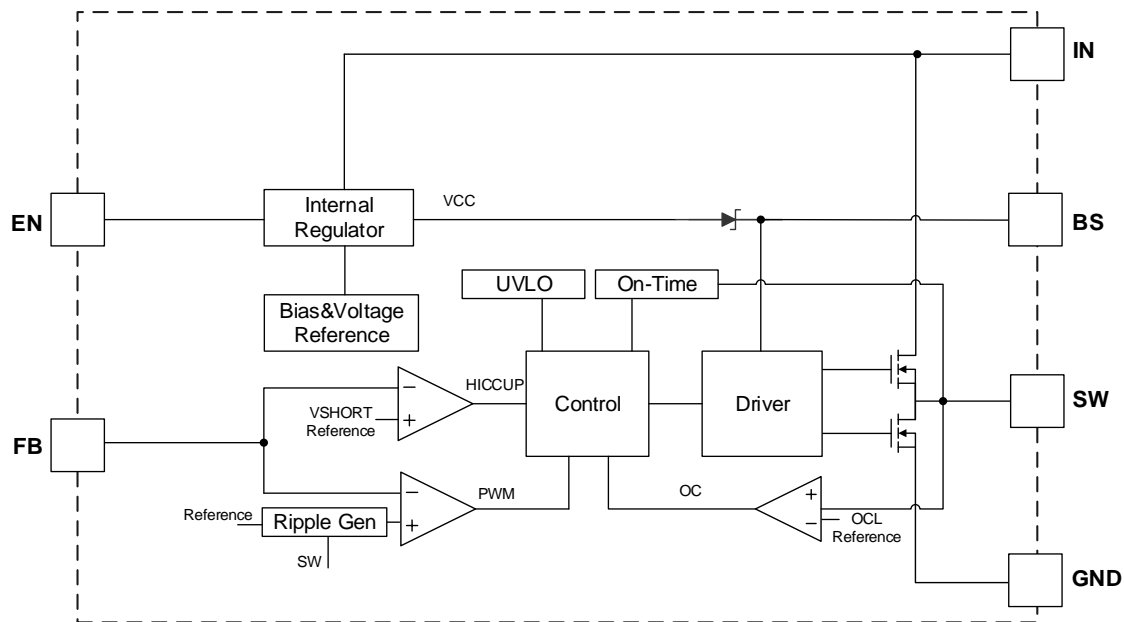 IN
Internal
Regulator
VCC
EN
BS
UVLO
On-Time
Bias&Voltage
Reference
HICCUP
−
VSHORT
Reference
+
Control
Driver
SW
FB
−
PWM
OC
+
Reference
Ripple Gen
+
−
OCL
Reference
SW
GND